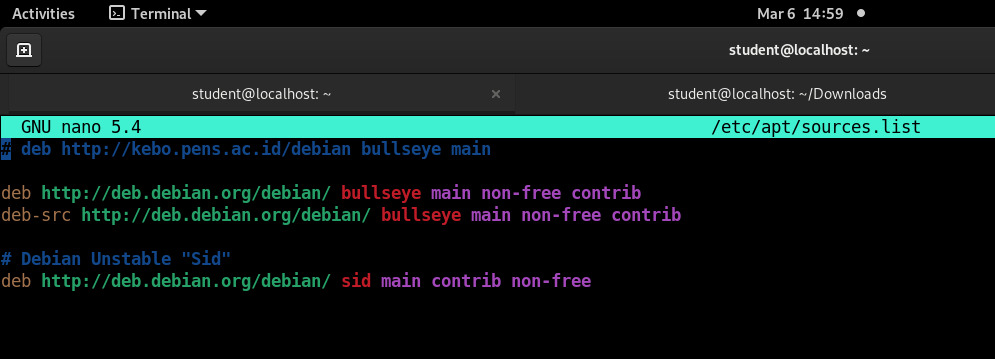 Activities Terminal Mar 6 14:59
student@localhost: ~
student@localhost: ~ × student@localhost: ~/Downloads
GNU nano 5.4 /etc/apt/sources.list
# deb http://kebo.pens.ac.id/debian bullseye main
deb http://deb.debian.org/debian/ bullseye main non-free contrib
deb-src http://deb.debian.org/debian/ bullseye main non-free contrib
# Debian Unstable "Sid"
deb http://deb.debian.org/debian/ sid main contrib non-free